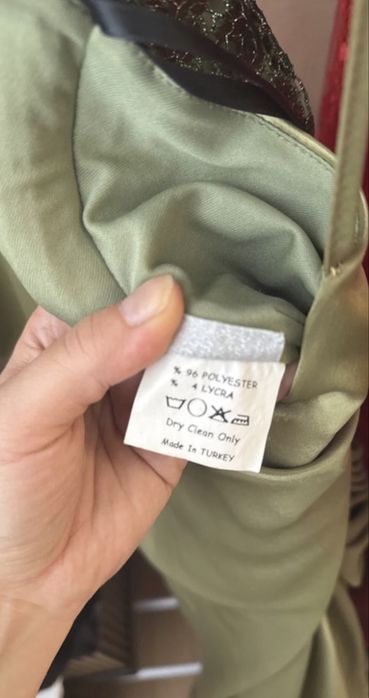 % 96 POLYESTER
% 4 LYCRA
Dry Clean Only
Made In TURKEY